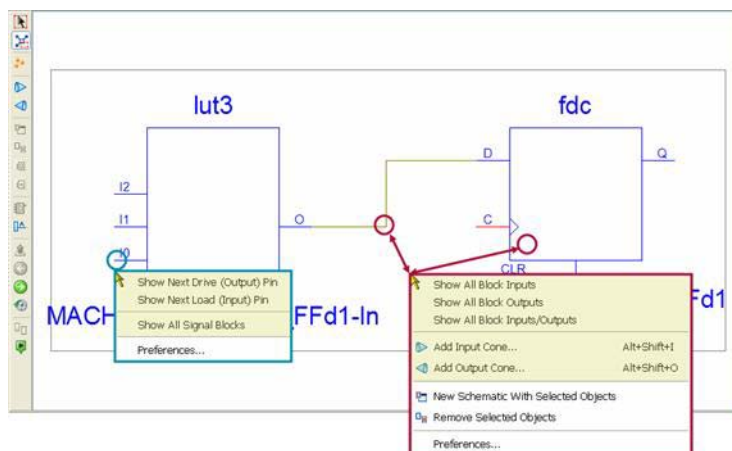 lut3
fdc
D
Q
I2
I1
O
C
I0
CLR
Show Next Drive (Output) Pin
Show Next Load (Input) Pin
Show All Signal Blocks
Preferences...
MACH
FFd1-In
Show All Block Inputs
Show All Block Outputs
Show All Block Inputs/Outputs
Fd1
Add Input Cone... Alt+Shift+I
Add Output Cone... Alt+Shift+O
New Schematic With Selected Objects
Remove Selected Objects
Preferences...